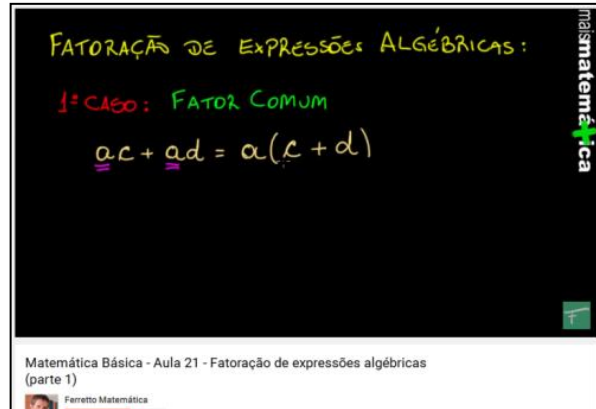 FATORAÇÃO DE EXPRESSÕES ALGÉBRICAS:
1º CASO: FATOR COMUM
ac + ad = a(c + d)
maismatemática
Matemática Básica - Aula 21 - Fatoração de expressões algébricas
(parte 1)
Ferretto Matemática